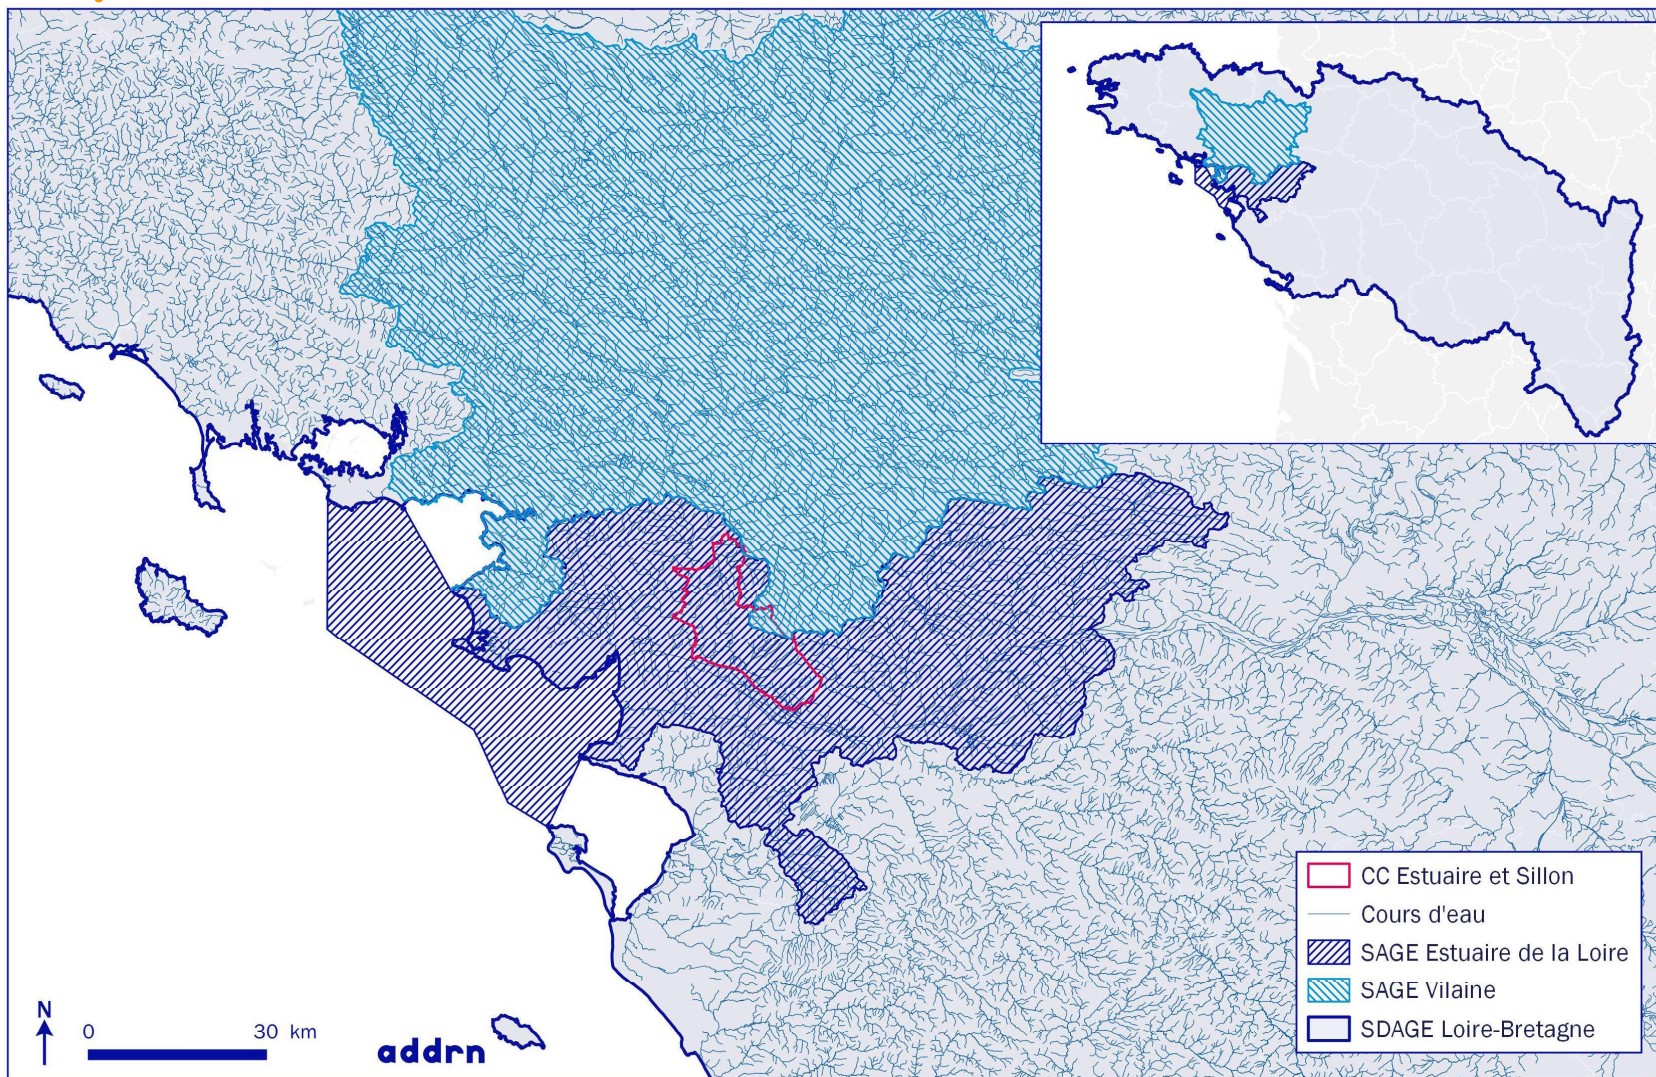 CC Estuaire et Sillon
Cours d'eau
SAGE Estuaire de la Loire
SAGE Vilaine
SDAGE Loire-Bretagne
N
0 30 km
addrn